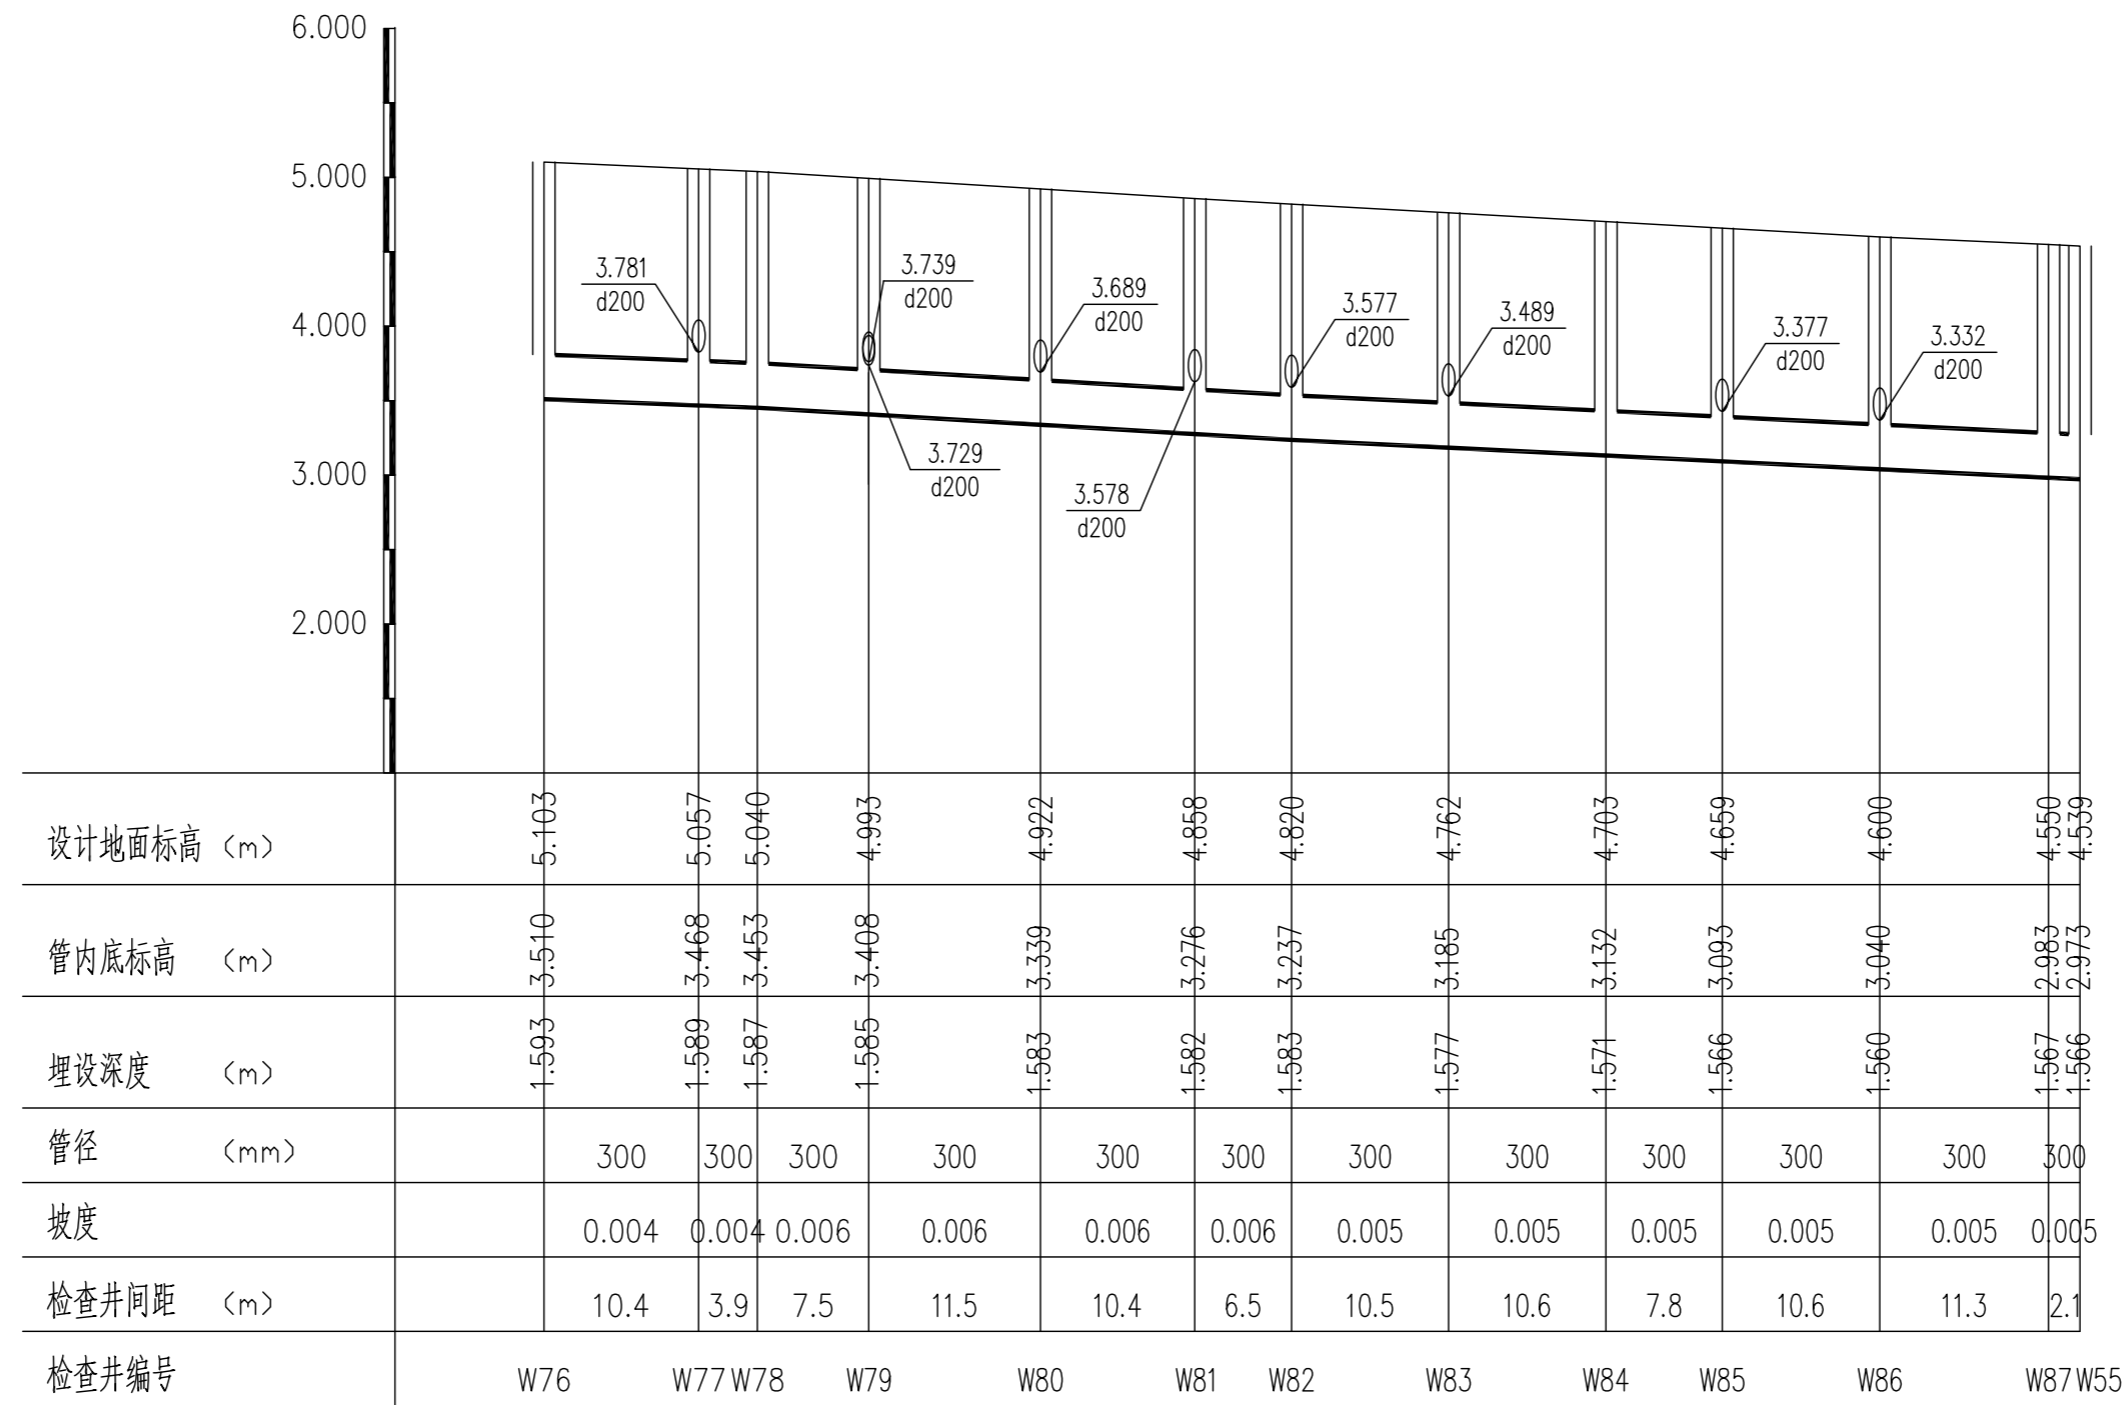 6.000
5.000
4.000
3.000
2.000
3.781
d200
3.739
d200
3.729
d200
3.689
d200
3.578
d200
3.577
d200
3.489
d200
3.377
d200
3.332
d200
设计地面标高 (m) 5.103 5.057 5.040 4.993 4.922 4.858 4.820 4.762 4.703 4.659 4.600 4.550 4.539
管内底标高 (m) 3.510 3.468 3.453 3.408 3.339 3.276 3.237 3.185 3.132 3.093 3.040 2.983 2.973
埋设深度 (m) 1.593 1.589 1.587 1.585 1.583 1.582 1.583 1.577 1.571 1.566 1.560 1.567 1.566
管径 (mm) 300 300 300 300 300 300 300 300 300 300 300 300
坡度 0.004 0.004 0.006 0.006 0.006 0.006 0.005 0.005 0.005 0.005 0.005 0.005
检查井间距 (m) 10.4 3.9 7.5 11.5 10.4 6.5 10.5 10.6 7.8 10.6 11.3 2.1
检查井编号 W76 W77 W78 W79 W80 W81 W82 W83 W84 W85 W86 W87 W55